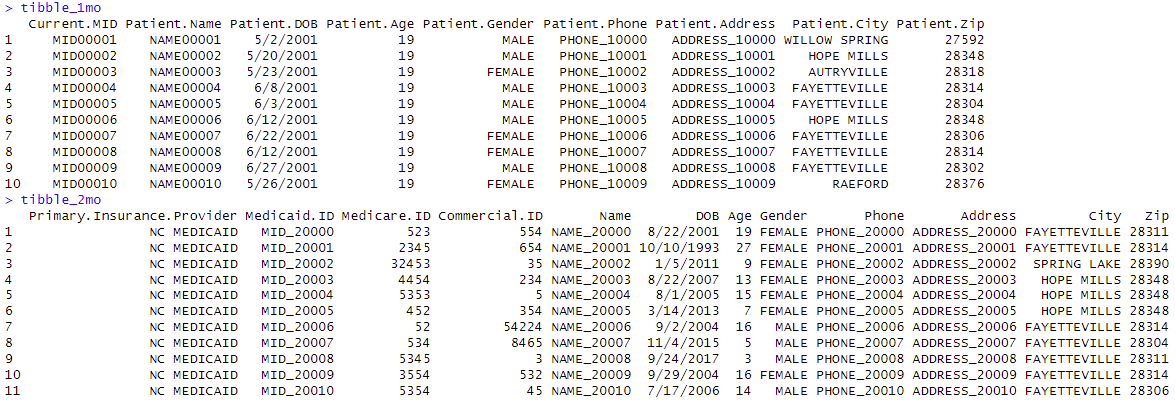 > tibble_1mo
Current.MID Patient.Name Patient.DOB Patient.Age Patient.Gender Patient.Phone Patient.Address Patient.City Patient.Zip
1 MID00001 NAME00001 5/2/2001 19 MALE PHONE_10000 ADDRESS_10000 WILLOW SPRING 27592
2 MID00002 NAME00002 5/20/2001 19 MALE PHONE_10001 ADDRESS_10001 HOPE MILLS 28348
3 MID00003 NAME00003 5/23/2001 19 FEMALE PHONE_10002 ADDRESS_10002 AUTRYVILLE 28318
4 MID00004 NAME00004 6/8/2001 19 MALE PHONE_10003 ADDRESS_10003 FAYETTEVILLE 28314
5 MID00005 NAME00005 6/3/2001 19 MALE PHONE_10004 ADDRESS_10004 FAYETTEVILLE 28304
6 MID00006 NAME00006 6/12/2001 19 MALE PHONE_10005 ADDRESS_10005 HOPE MILLS 28348
7 MID00007 NAME00007 6/22/2001 19 FEMALE PHONE_10006 ADDRESS_10006 FAYETTEVILLE 28306
8 MID00008 NAME00008 6/12/2001 19 FEMALE PHONE_10007 ADDRESS_10007 FAYETTEVILLE 28314
9 MID00009 NAME00009 6/27/2001 19 MALE PHONE_10008 ADDRESS_10008 FAYETTEVILLE 28302
10 MID00010 NAME00010 5/26/2001 19 FEMALE PHONE_10009 ADDRESS_10009 RAEFORD 28376
> tibble_2mo
Primary.Insurance.Provider Medicaid.ID Medicare.ID Commercial.ID Name DOB Age Gender Phone Address City Zip
1 NC MEDICAID MID_20000 523 554 NAME_20000 8/22/2001 19 FEMALE PHONE_20000 ADDRESS_20000 FAYETTEVILLE 28311
2 NC MEDICAID MID_20001 2345 654 NAME_20001 10/10/1993 27 FEMALE PHONE_20001 ADDRESS_20001 FAYETTEVILLE 28314
3 NC MEDICAID MID_20002 32453 35 NAME_20002 1/5/2011 9 FEMALE PHONE_20002 ADDRESS_20002 SPRING LAKE 28390
4 NC MEDICAID MID_20003 4454 234 NAME_20003 8/22/2007 13 FEMALE PHONE_20003 ADDRESS_20003 HOPE MILLS 28348
5 NC MEDICAID MID_20004 5353 5 NAME_20004 8/1/2005 15 FEMALE PHONE_20004 ADDRESS_20004 HOPE MILLS 28348
6 NC MEDICAID MID_20005 452 354 NAME_20005 3/14/2013 7 FEMALE PHONE_20005 ADDRESS_20005 HOPE MILLS 28348
7 NC MEDICAID MID_20006 52 54224 NAME_20006 9/2/2004 16 MALE PHONE_20006 ADDRESS_20006 FAYETTEVILLE 28314
8 NC MEDICAID MID_20007 534 8465 NAME_20007 11/4/2015 5 MALE PHONE_20007 ADDRESS_20007 FAYETTEVILLE 28304
9 NC MEDICAID MID_20008 5345 3 NAME_20008 9/24/2017 3 MALE PHONE_20008 ADDRESS_20008 FAYETTEVILLE 28311
10 NC MEDICAID MID_20009 3554 532 NAME_20009 9/29/2004 16 FEMALE PHONE_20009 ADDRESS_20009 FAYETTEVILLE 28314
11 NC MEDICAID MID_20010 5354 45 NAME_20010 7/17/2006 14 MALE PHONE_20010 ADDRESS_20010 FAYETTEVILLE 28306